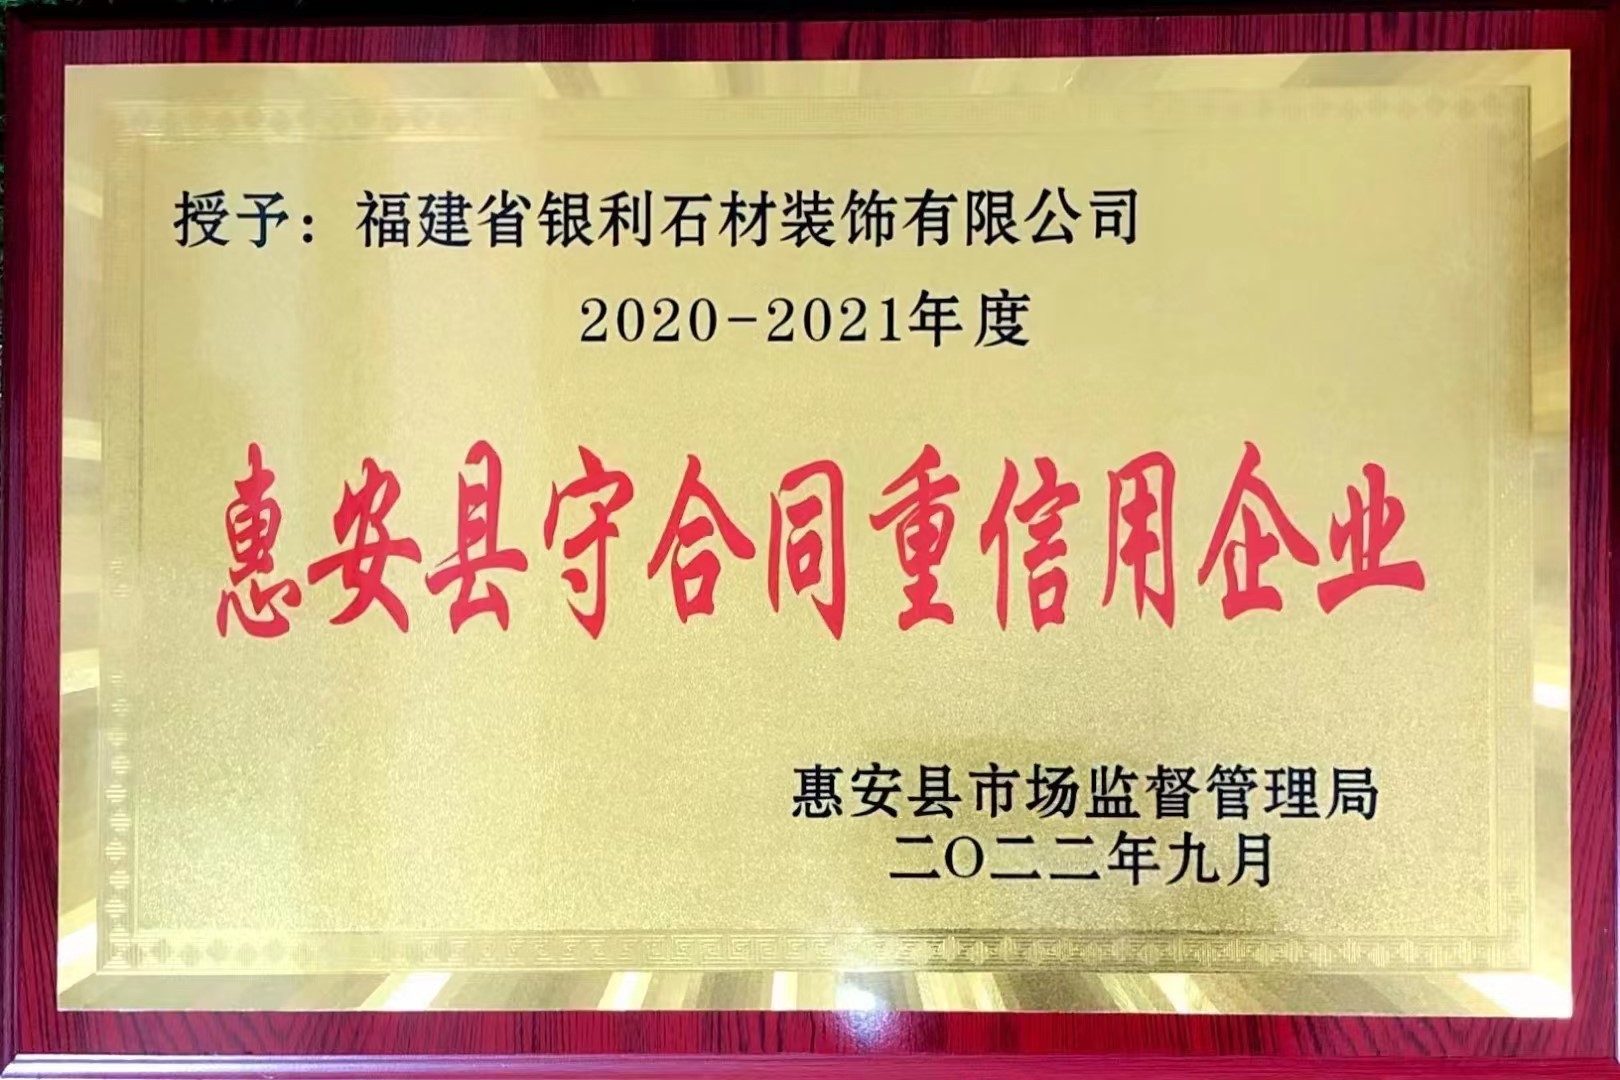 授予：福建省银利石材装饰有限公司
2020-2021年度
惠安县守合同重信用企业
惠安县市场监督管理局
二〇二二年九月